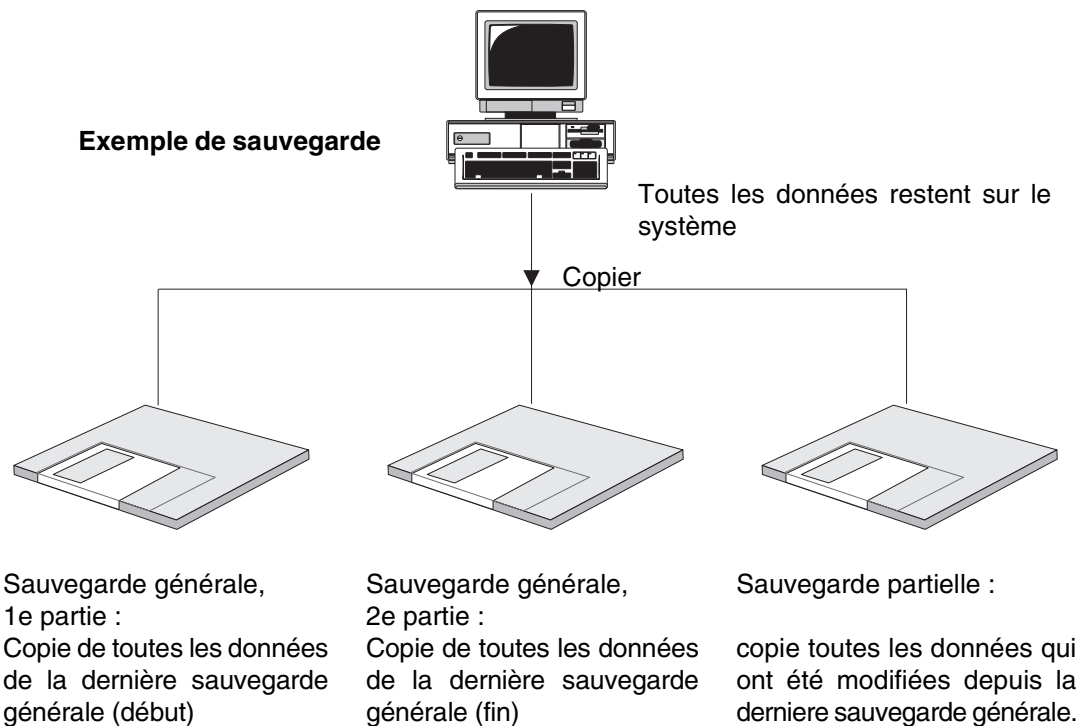 Exemple de sauvegarde
Toutes les données restent sur le
système
Copier
Sauvegarde générale,
1e partie :
Copie de toutes les données
de la dernière sauvegarde
générale (début)
Sauvegarde générale,
2e partie :
Copie de toutes les données
de la dernière sauvegarde
générale (fin)
Sauvegarde partielle :
copie toutes les données qui
ont été modifiées depuis la
derniere sauvegarde générale.